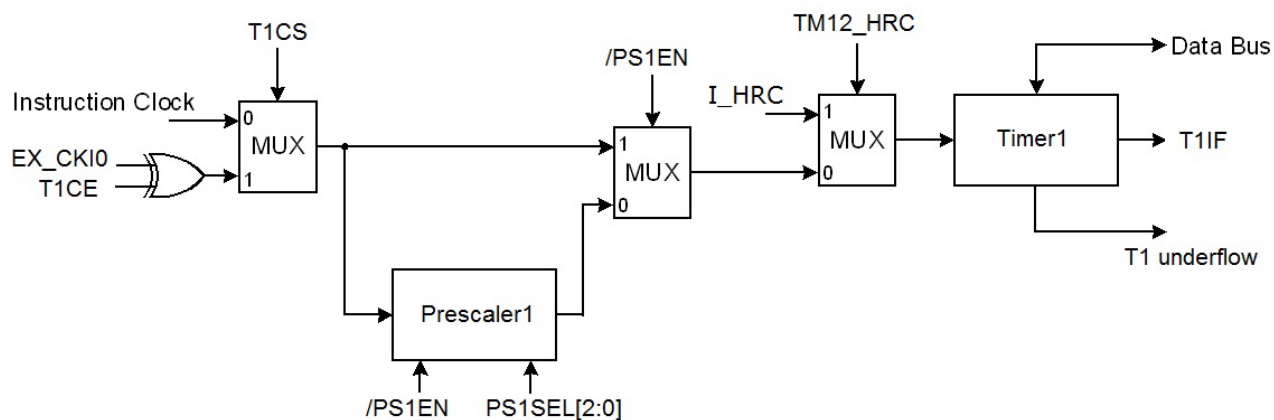 T1CS
TM12_HRC
/PS1EN
Data Bus
Instruction Clock
0
MUX
I_HRC
1
MUX
0
Timer1
T1IF
EX_CKI0
T1CE
1
1
MUX
0
T1 underflow
Prescaler1
/PS1EN
PS1SEL[2:0]